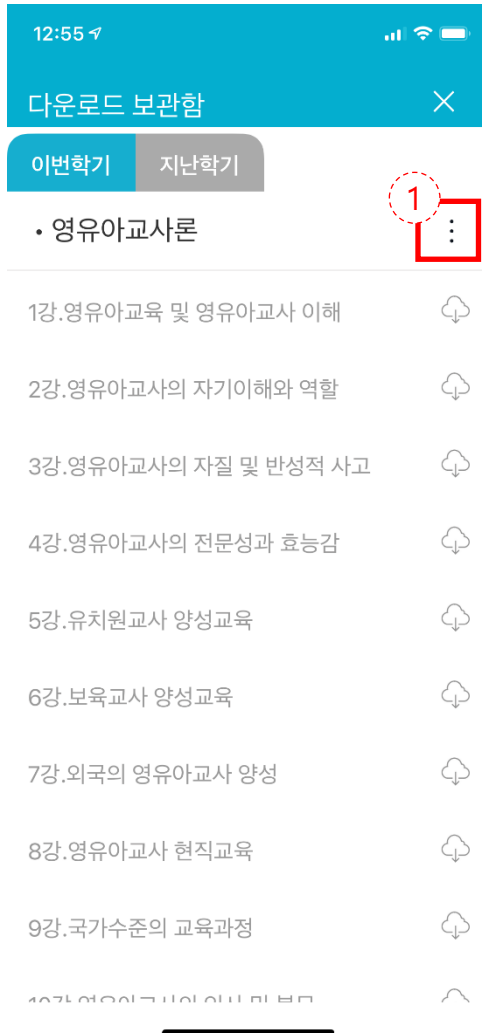 12:55
다운로드 보관함
이번학기 지난학기
1
• 영유아교사론
1강.영유아교육 및 영유아교사 이해
2강.영유아교사의 자기이해와 역할
3강.영유아교사의 자질 및 반성적 사고
4강.영유아교사의 전문성과 효능감
5강.유치원교사 양성교육
6강.보육교사 양성교육
7강.외국의 영유아교사 양성
8강.영유아교사 현직교육
9강.국가수준의 교육과정